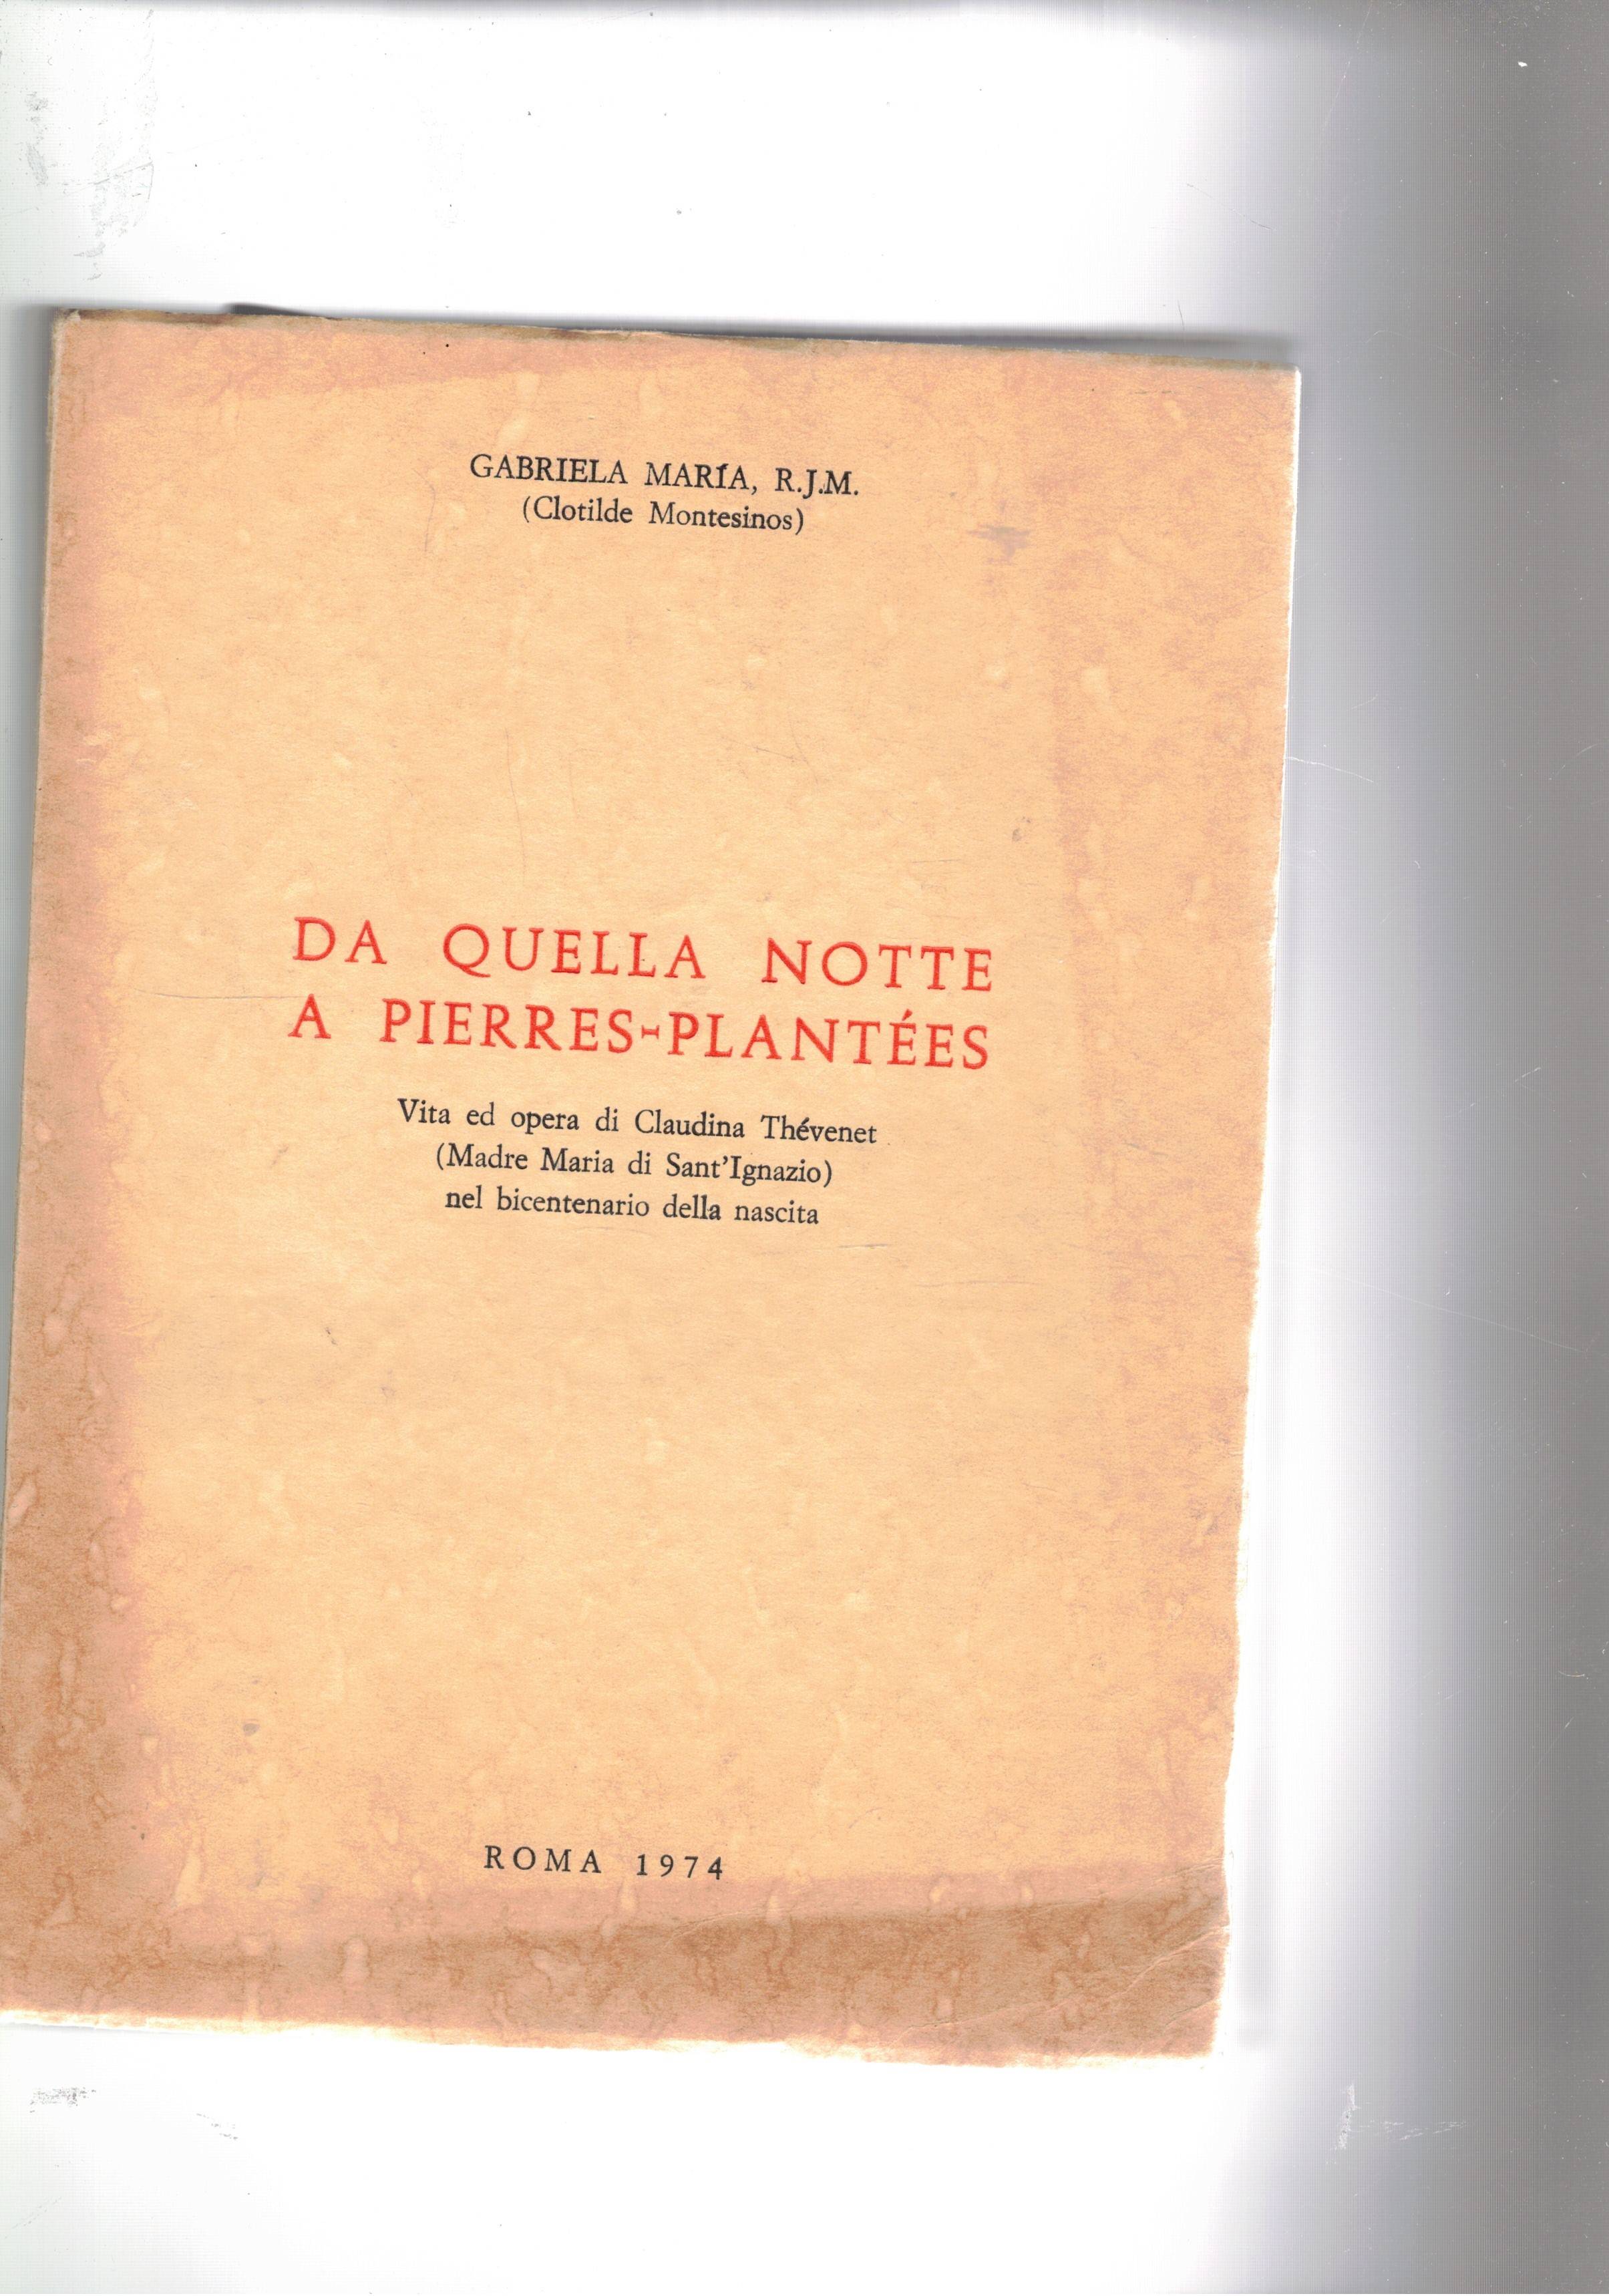 GABRIELA MARÍA, R.J.M.
(Clotilde Montesinos)
DA QUELLA NOTTE
A PIERRES-PLANTÉES
Vita ed opera di Claudina Thévenet
(Madre Maria di Sant'Ignazio)
nel bicentenario della nascita
ROMA 1974